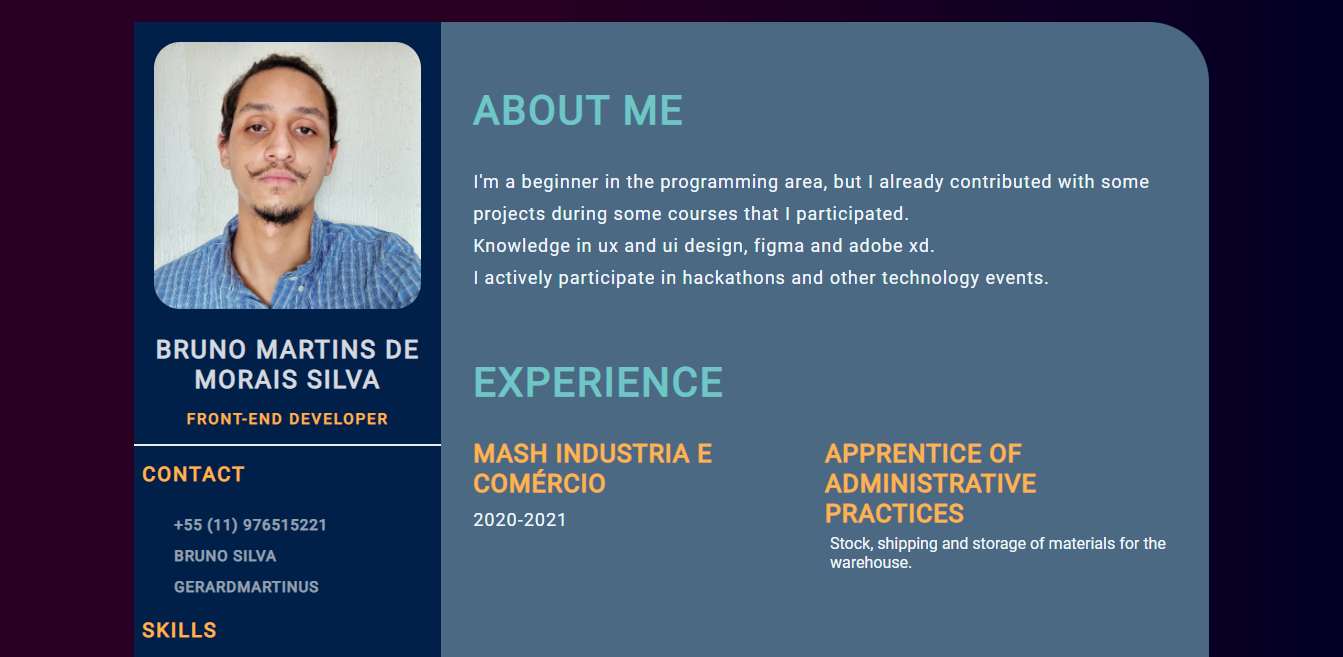 BRUNO MARTINS DE
MORAIS SILVA
FRONT-END DEVELOPER
CONTACT
+55 (11) 976515221
BRUNO SILVA
GERARDMARTINUS
SKILLS
ABOUT ME
I'm a beginner in the programming area, but I already contributed with some
projects during some courses that I participated.
Knowledge in ux and ui design, figma and adobe xd.
I actively participate in hackathons and other technology events.
EXPERIENCE
MASH INDUSTRIA E
COMÉRCIO
2020-2021
APPRENTICE OF
ADMINISTRATIVE
PRACTICES
Stock, shipping and storage of materials for the
warehouse.